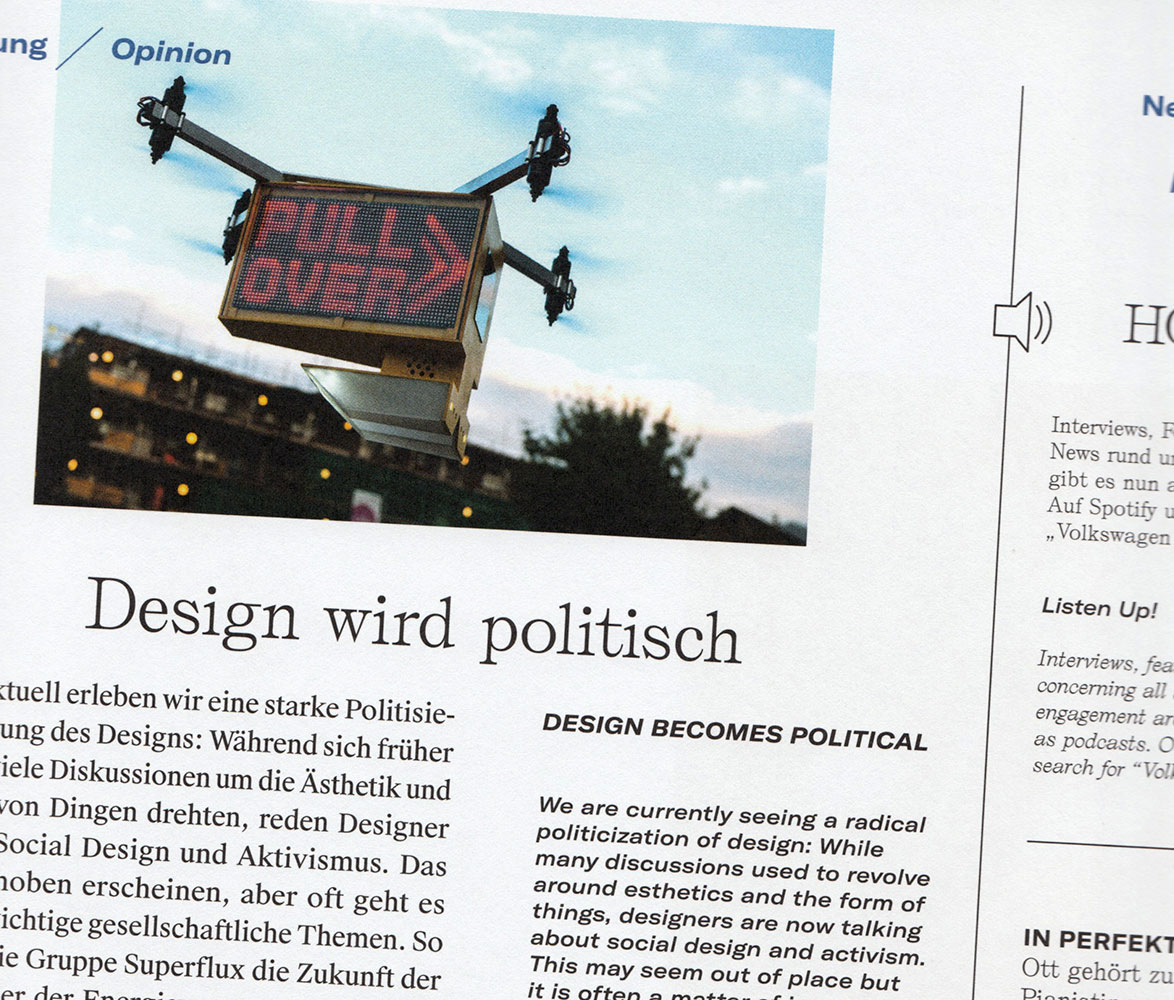 ung / Opinion
PULL
OVER
Design wird politisch
ktuell erleben wir eine starke Politisie-
ung des Designs: Während sich früher
iele Diskussionen um die Ästhetik und
von Dingen drehten, reden Designer
Social Design und Aktivismus. Das
hoben erscheinen, aber oft geht es
ichtige gesellschaftliche Themen. So
ie Gruppe Superflux die Zukunft der
er der Energie
DESIGN BECOMES POLITICAL
We are currently seeing a radical
politicization of design: While
many discussions used to revolve
around esthetics and the form of
things, designers are now talking
about social design and activism.
This may seem out of place but
it is often a matter of
Ne
HO
Interviews, F
News rund u
gibt es nun a
Auf Spotify u
„Volkswagen
Listen Up!
Interviews, fea
concerning all
engagement ar
as podcasts. O
search for “Vol
IN PERFEKT
Ott gehört zu
Pianistin